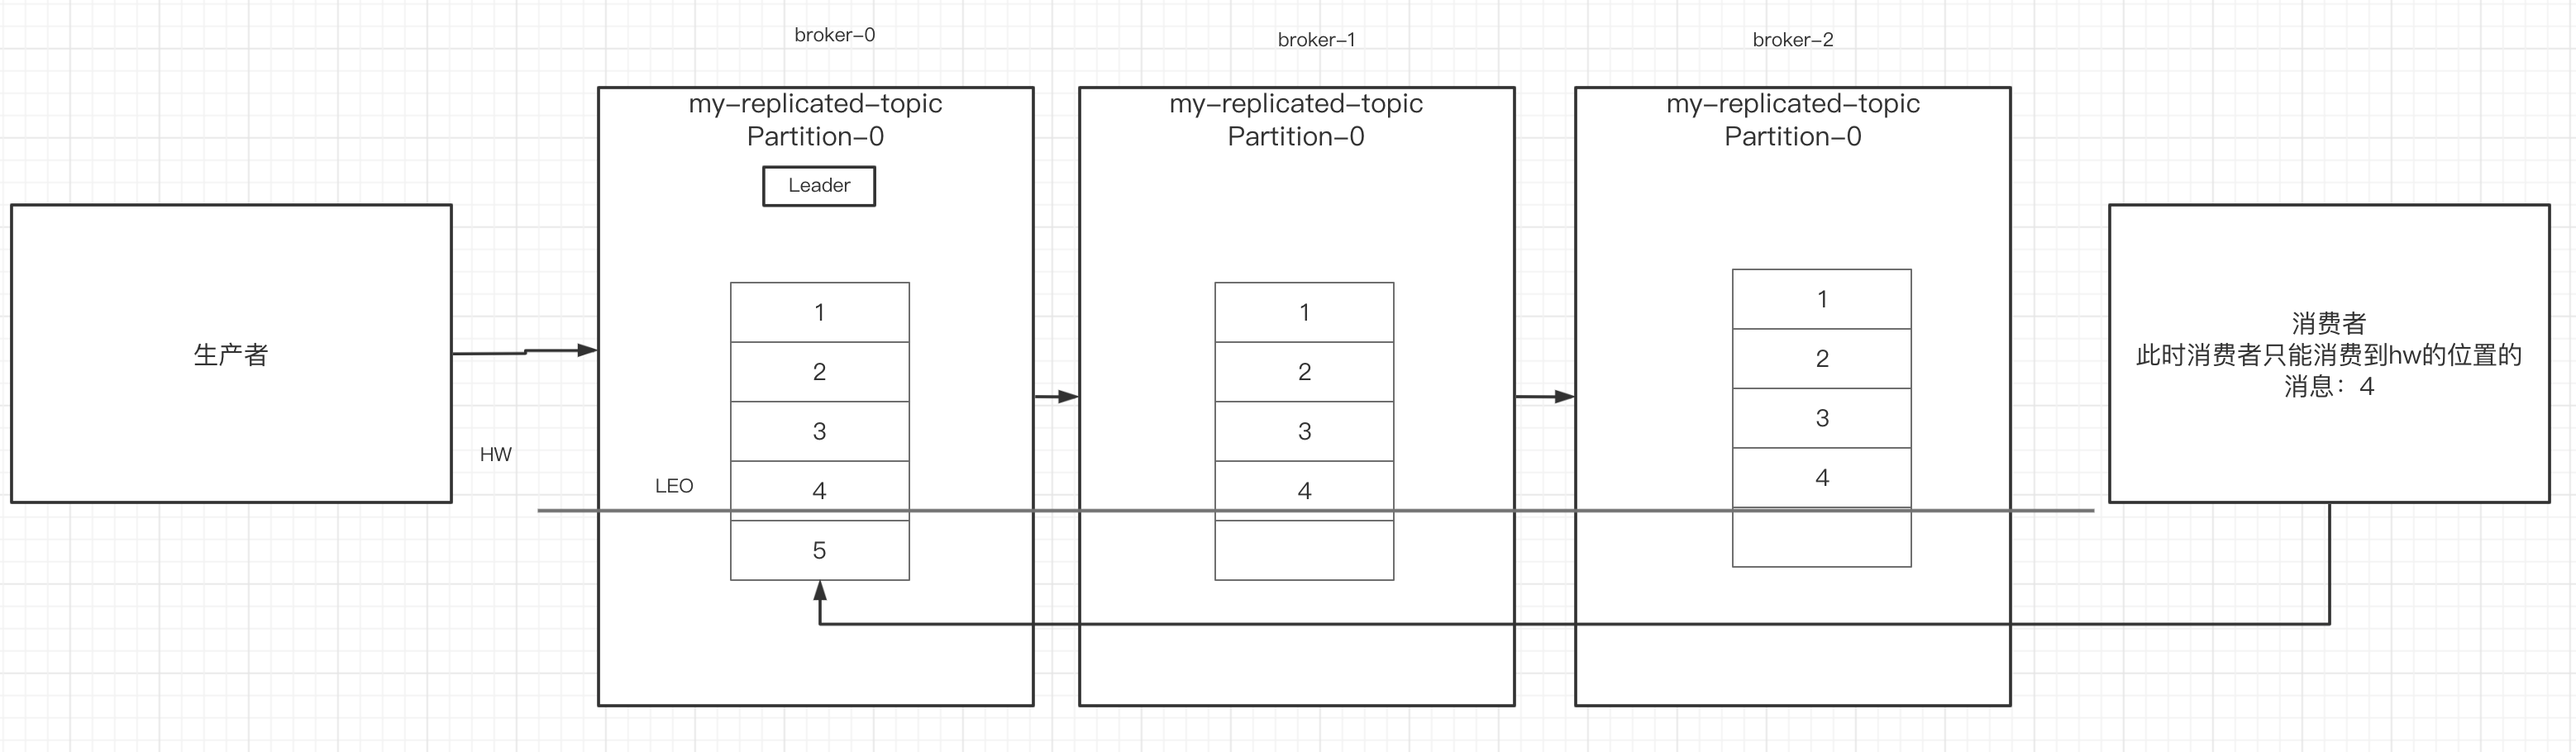 broker-0
broker-1
broker-2
my-replicated-topic
Partition-0
Leader
my-replicated-topic
Partition-0
my-replicated-topic
Partition-0
生产者
HW
LEO
1
2
3
4
5
1
2
3
4
1
2
3
4
消费者
此时消费者只能消费到hw的位置的
消息：4